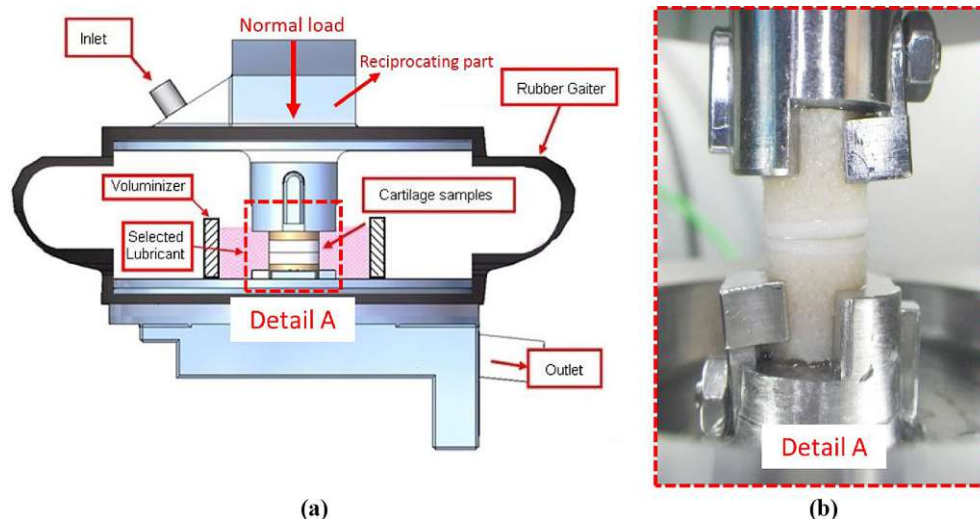 Normal load
Inlet
Reciprocating part
Rubber Gaiter
Voluminizer
Cartilage samples
Selected
Lubricant
Detail A
Outlet
Detail A
(a)
(b)